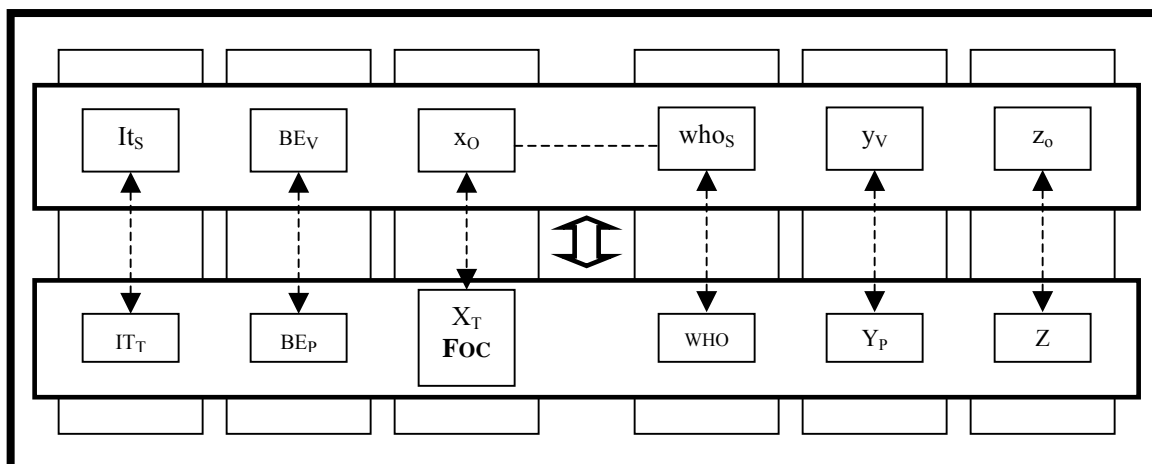 It_S BE_V x_O who_S y_V z_o
IT_T BE_P X_T WHO Y_P Z
FOC